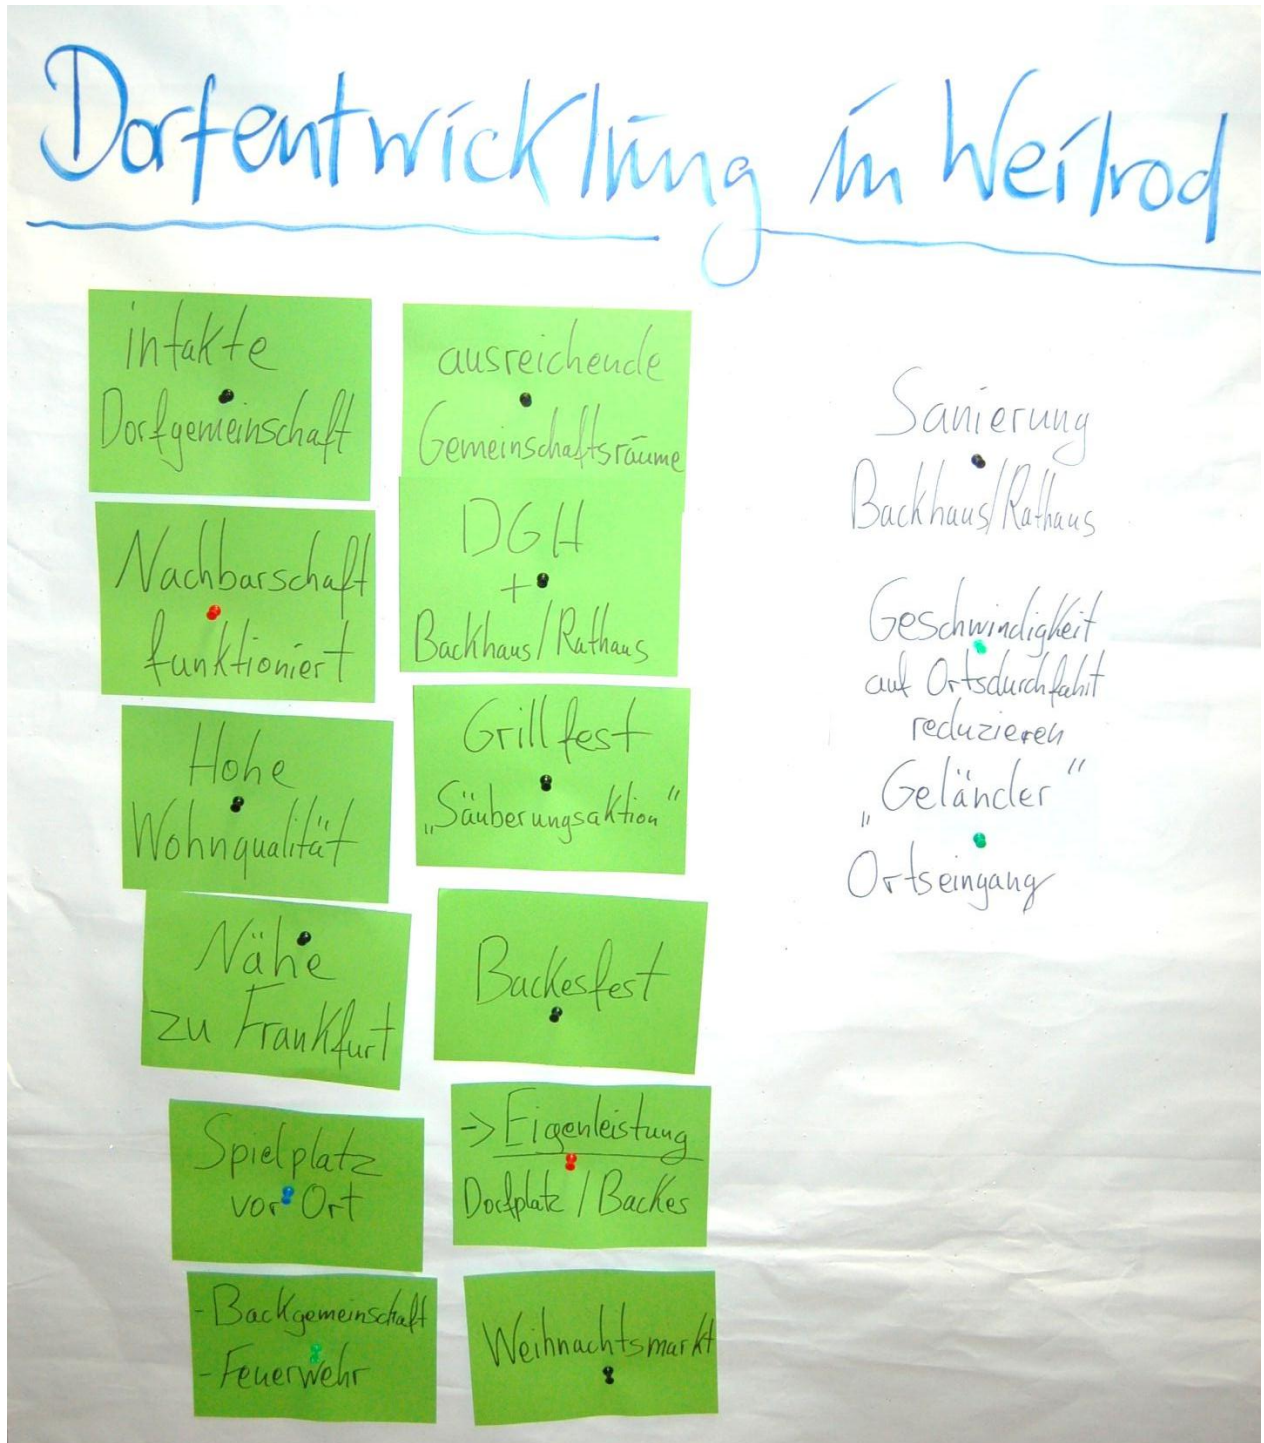 Dorfentwicklung in Weilrod
intakte
Dorfgemeinschaft
Nachbarschaft
funktioniert
Hohe
Wohnqualität
Nähe
zu Frankfurt
Spielplatz
vor Ort
- Backgemeinschaft
- Feuerwehr
ausreichende
Gemeinschaftsräume
DGH
+
Backhaus/Rathaus
Grillfest
„Säuberungsaktion“
Backesfest
-> Eigenleistung
Dorfplatz / Backes
Weihnachtsmarkt
Sanierung
Backhaus/Rathaus
Geschwindigkeit
auf Ortsdurchfahrt
reduzieren
„Geländer“
Ortseingang